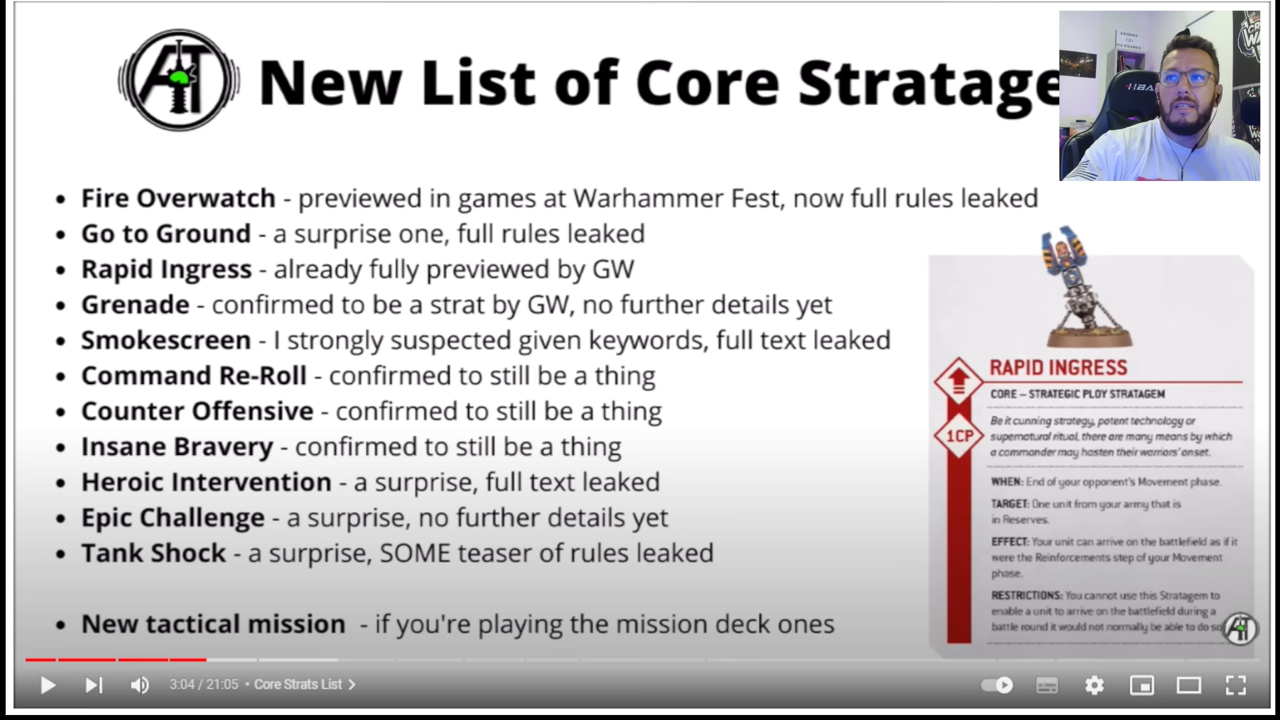 New List of Core Stratage
Fire Overwatch - previewed in games at Warhammer Fest, now full rules leaked
Go to Ground - a surprise one, full rules leaked
Rapid Ingress - already fully previewed by GW
Grenade - confirmed to be a strat by GW, no further details yet
Smokescreen - I strongly suspected given keywords, full text leaked
Command Re-Roll - confirmed to still be a thing
Counter Offensive - confirmed to still be a thing
Insane Bravery - confirmed to still be a thing
Heroic Intervention - a surprise, full text leaked
Epic Challenge - a surprise, no further details yet
Tank Shock - a surprise, SOME teaser of rules leaked
New tactical mission - if you're playing the mission deck ones
RAPID INGRESS
CORE – STRATEGIC PLOY STRATAGEM
1CP
Be it cunning strategy, potent technology or
supernatural ritual, there are many means by which
a commander may hasten their warriors' onset.
WHEN: End of your opponent's Movement phase.
TARGET: One unit from your army that is
in Reserves.
EFFECT: Your unit can arrive on the battlefield as if it
were the Reinforcements step of your Movement
phase.
RESTRICTIONS: You cannot use this Stratagem to
enable a unit to arrive on the battlefield during a
battle round it would not normally be able to do so
AT
3:04 / 21:05 • Core Strats List >